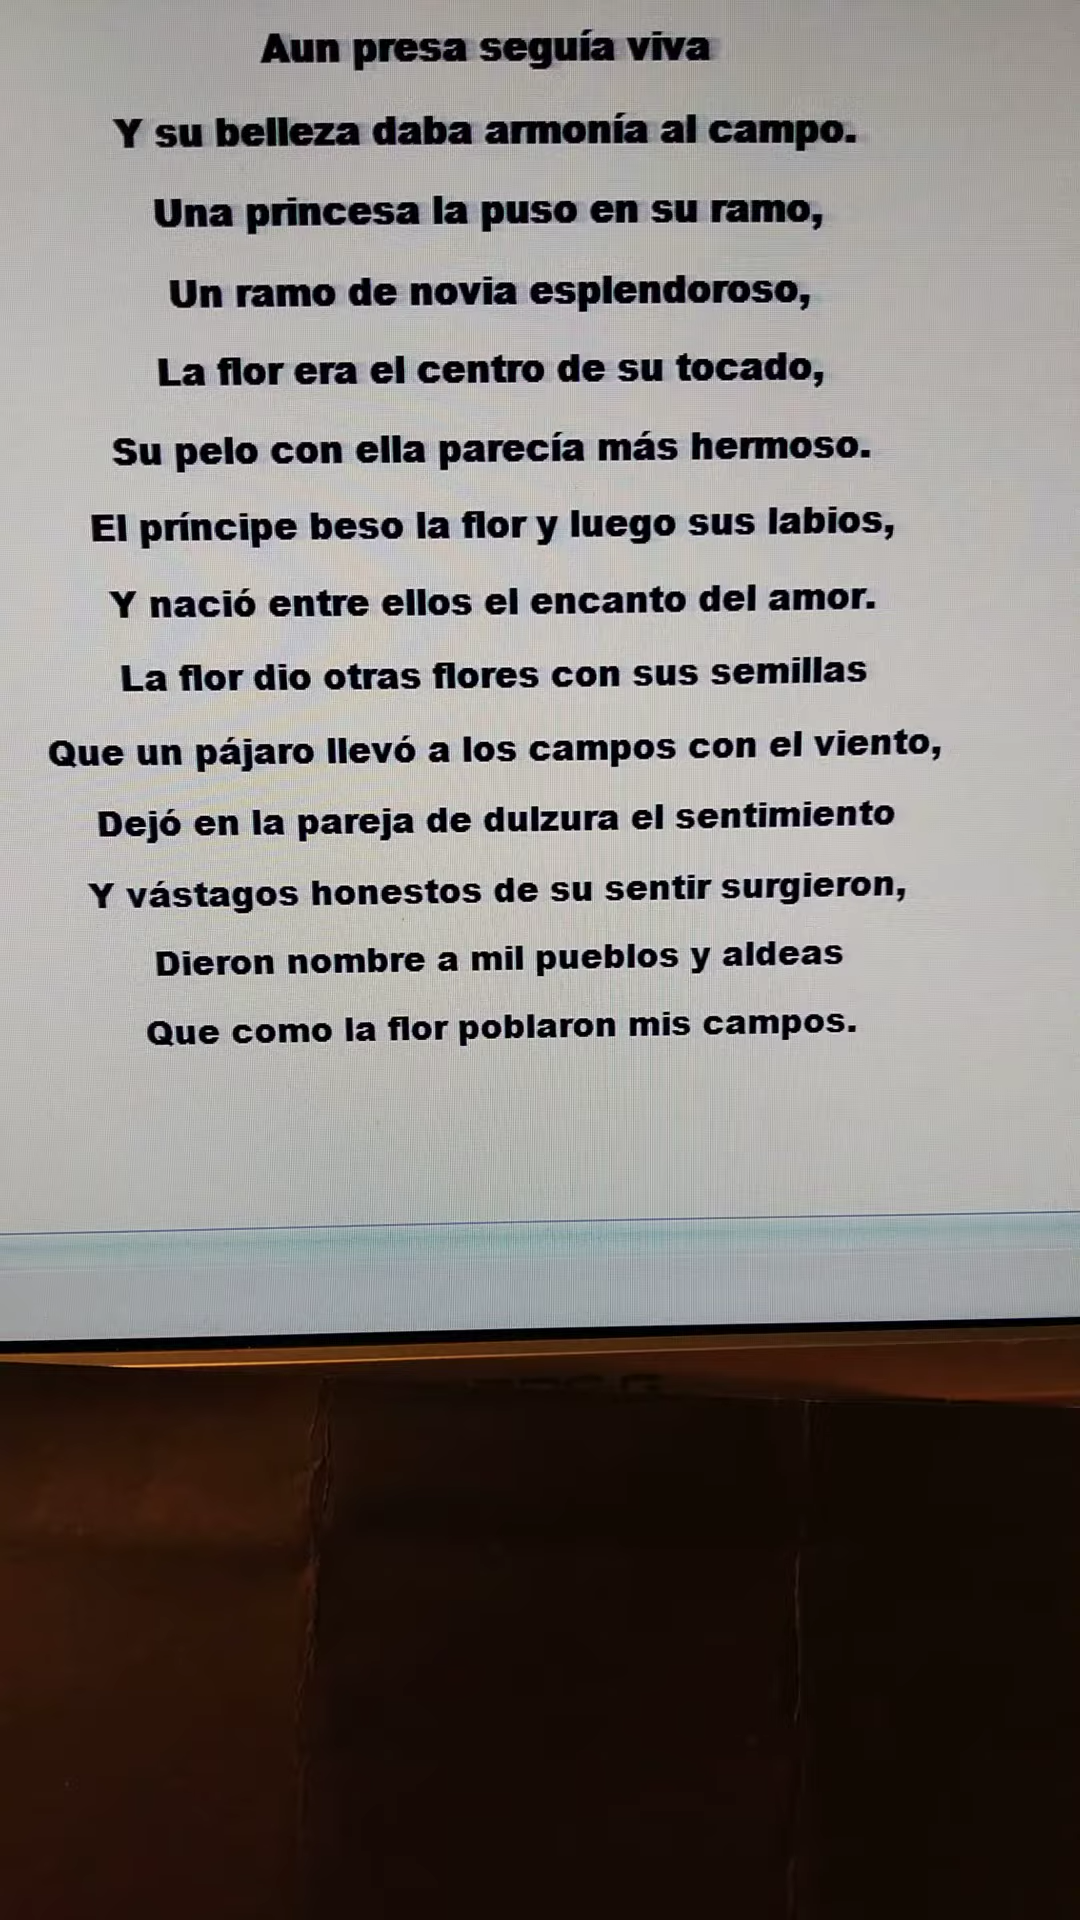 Aun presa seguía viva
Y su belleza daba armonía al campo.
Una princesa la puso en su ramo,
Un ramo de novia esplendoroso,
La flor era el centro de su tocado,
Su pelo con ella parecía más hermoso.
El príncipe beso la flor y luego sus labios,
Y nació entre ellos el encanto del amor.
La flor dio otras flores con sus semillas
Que un pájaro llevó a los campos con el viento,
Dejó en la pareja de dulzura el sentimiento
Y vástagos honestos de su sentir surgieron,
Dieron nombre a mil pueblos y aldeas
Que como la flor poblaron mis campos.